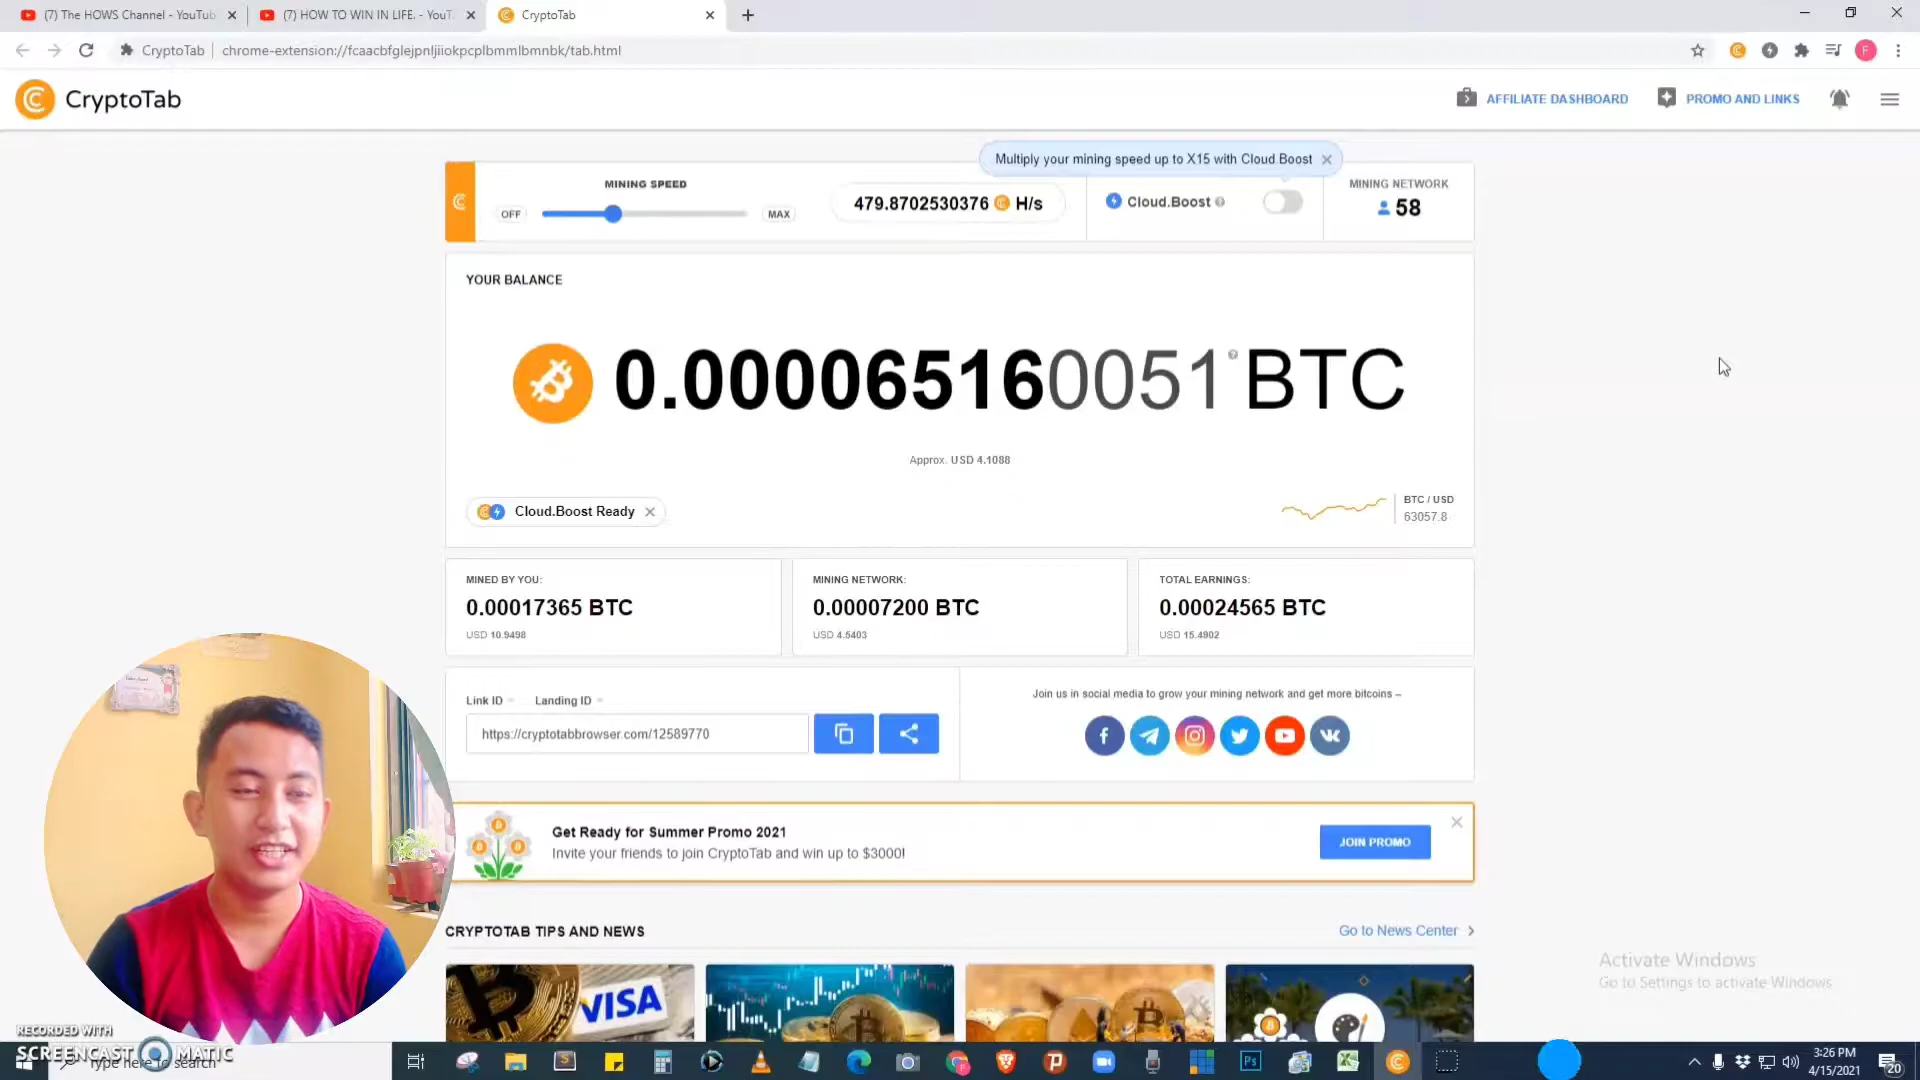 (7) The HOWS Channel - YouTub
(7) HOW TO WIN IN LIFE. - YouT
CryptoTab
CryptoTab
chrome-extension://fcaacbfglejpnljiiokpcplbmmlbmnbk/tab.html
F
CryptoTab
AFFILIATE DASHBOARD
PROMO AND LINKS
Multiply your mining speed up to X15 with Cloud Boost
MINING SPEED
OFF
MAX
479.8702530376 H/s
Cloud.Boost
MINING NETWORK
58
YOUR BALANCE
0.000065160051 BTC
Approx. USD 4.1088
Cloud.Boost Ready
BTC / USD
63057.8
MINED BY YOU:
0.00017365 BTC
USD 10.9498
MINING NETWORK:
0.00007200 BTC
USD 4.5403
TOTAL EARNINGS:
0.00024565 BTC
USD 15.4902
Link ID
Landing ID
https://cryptotabbrowser.com/12589770
Join us in social media to grow your mining network and get more bitcoins –
Get Ready for Summer Promo 2021
Invite your friends to join CryptoTab and win up to $3000!
JOIN PROMO
CRYPTOTAB TIPS AND NEWS
Go to News Center
VISA
Activate Windows
Go to Settings to activate Windows
RECORDED WITH
SCREENCAST MATIC
Type here to search
3:26 PM
4/15/2021
20